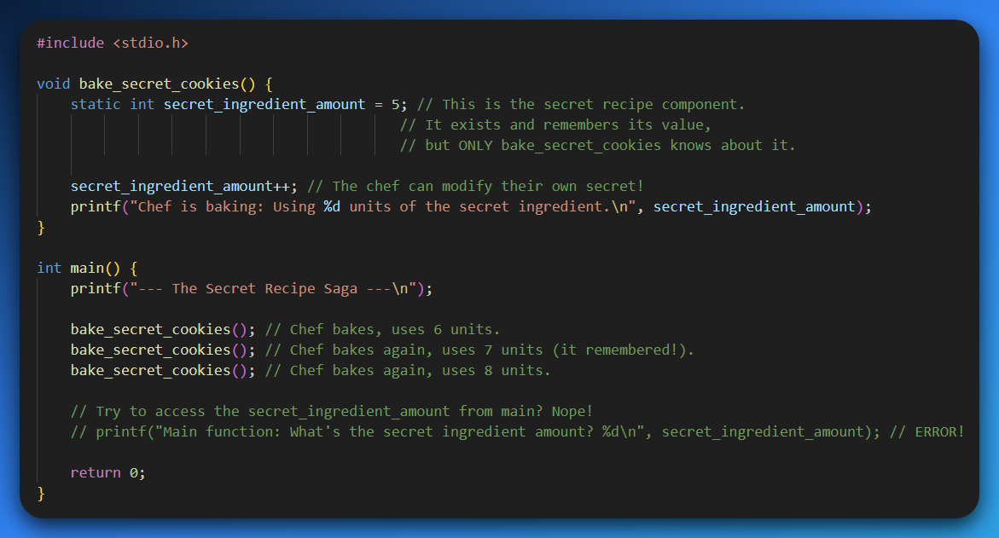 #include <stdio.h>
void bake_secret_cookies() {
static int secret_ingredient_amount = 5; // This is the secret recipe component.
// It exists and remembers its value,
// but ONLY bake_secret_cookies knows about it.
secret_ingredient_amount++; // The chef can modify their own secret!
printf("Chef is baking: Using %d units of the secret ingredient.\n", secret_ingredient_amount);
}
int main() {
printf("--- The Secret Recipe Saga ---\n");
bake_secret_cookies(); // Chef bakes, uses 6 units.
bake_secret_cookies(); // Chef bakes again, uses 7 units (it remembered!).
bake_secret_cookies(); // Chef bakes again, uses 8 units.
// Try to access the secret_ingredient_amount from main? Nope!
// printf("Main function: What's the secret ingredient amount? %d\n", secret_ingredient_amount); // ERROR!
return 0;
}